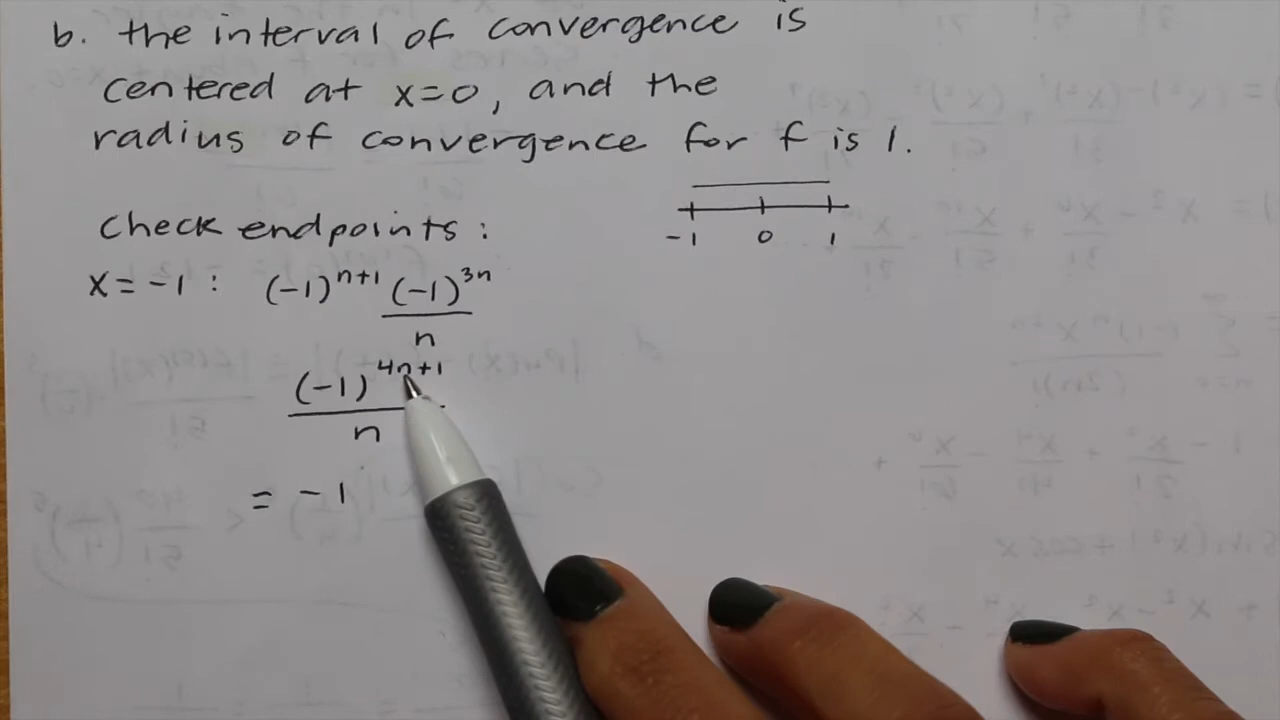 b. the interval of convergence is
centered at x=0, and the
radius of convergence for f is 1.
-1 0 1
Check endpoints:
x = -1 : (-1)^{n+1} (-1)^{3n} / n
(-1)^{4n+1} / n
= -1